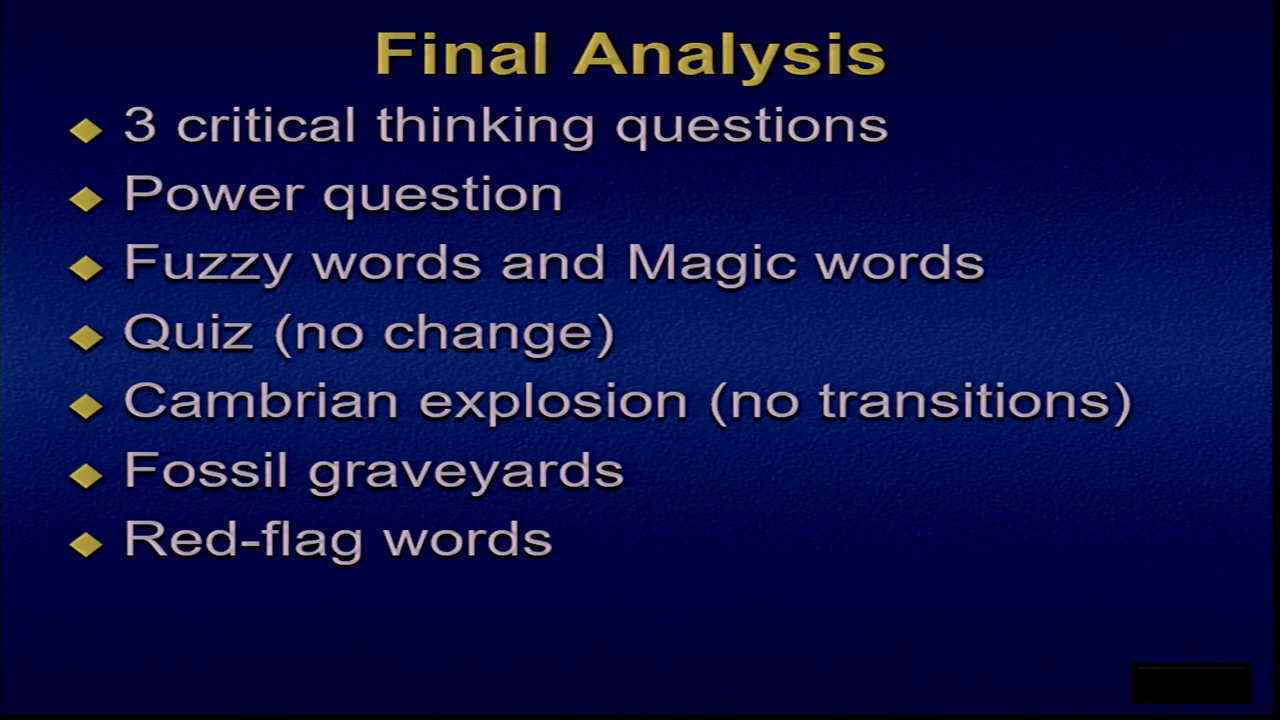 Final Analysis
3 critical thinking questions
Power question
Fuzzy words and Magic words
Quiz (no change)
Cambrian explosion (no transitions)
Fossil graveyards
Red-flag words